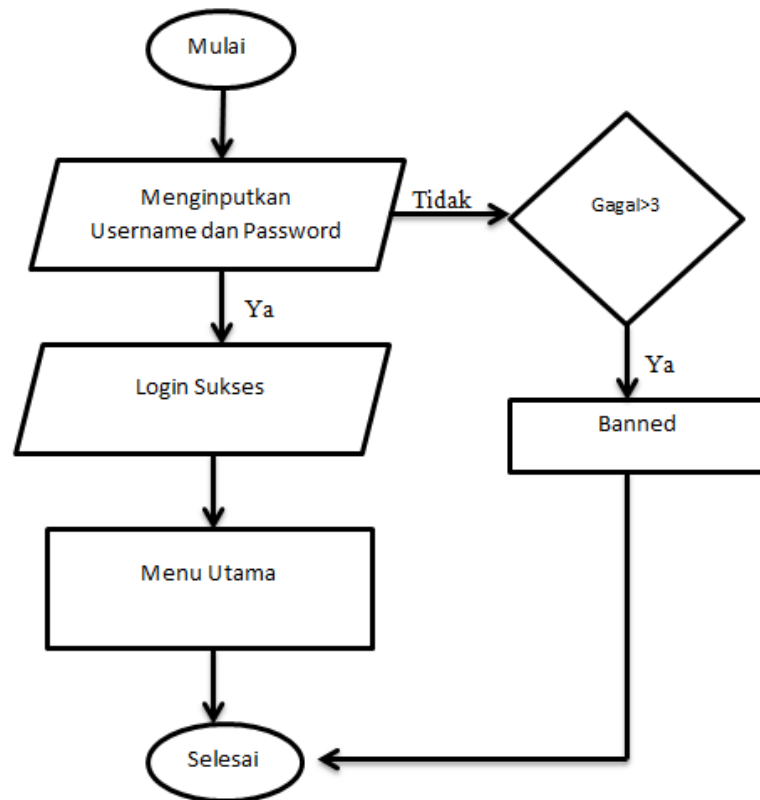 Mulai
Menginputkan
Username dan Password
Tidak
Gagal>3
Ya
Login Sukses
Ya
Banned
Menu Utama
Selesai